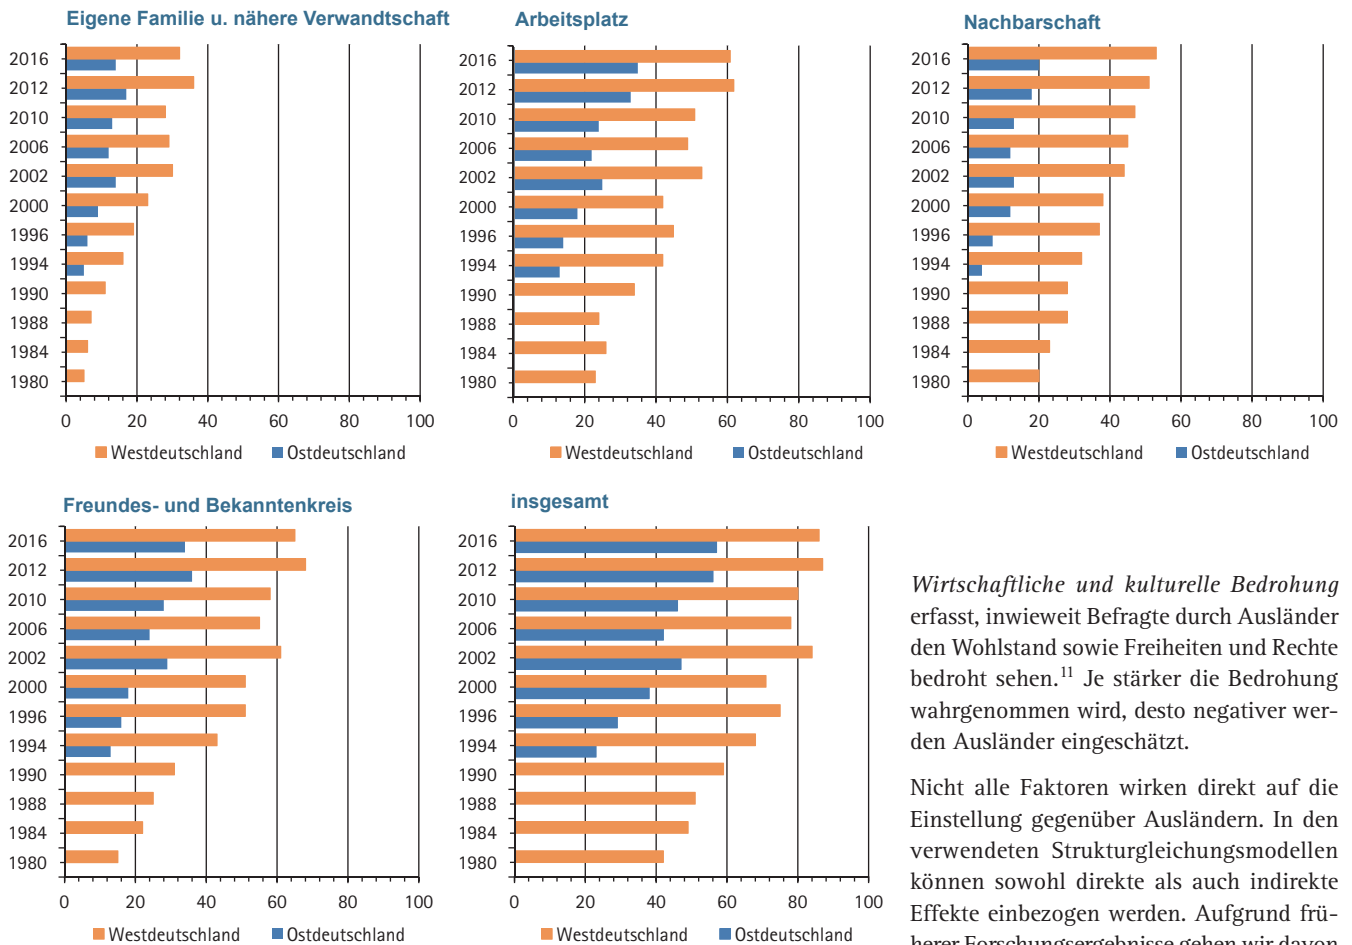 Eigene Familie u. nähere Verwandtschaft
2016
2012
2010
2006
2002
2000
1996
1994
1990
1988
1984
1980
0 20 40 60 80 100
Westdeutschland Ostdeutschland
Arbeitsplatz
2016
2012
2010
2006
2002
2000
1996
1994
1990
1988
1984
1980
0 20 40 60 80 100
Westdeutschland Ostdeutschland
Nachbarschaft
2016
2012
2010
2006
2002
2000
1996
1994
1990
1988
1984
1980
0 20 40 60 80 100
Westdeutschland Ostdeutschland
Freundes- und Bekanntenkreis
2016
2012
2010
2006
2002
2000
1996
1994
1990
1988
1984
1980
0 20 40 60 80 100
Westdeutschland Ostdeutschland
insgesamt
2016
2012
2010
2006
2002
2000
1996
1994
1990
1988
1984
1980
0 20 40 60 80 100
Westdeutschland Ostdeutschland
Wirtschaftliche und kulturelle Bedrohung
erfasst, inwieweit Befragte durch Ausländer
den Wohlstand sowie Freiheiten und Rechte
bedroht sehen.¹¹ Je stärker die Bedrohung
wahrgenommen wird, desto negativer wer-
den Ausländer eingeschätzt.
Nicht alle Faktoren wirken direkt auf die
Einstellung gegenüber Ausländern. In den
verwendeten Strukturgleichungsmodellen
können sowohl direkte als auch indirekte
Effekte einbezogen werden. Aufgrund frü-
herer Forschungsergebnisse gehen wir davon